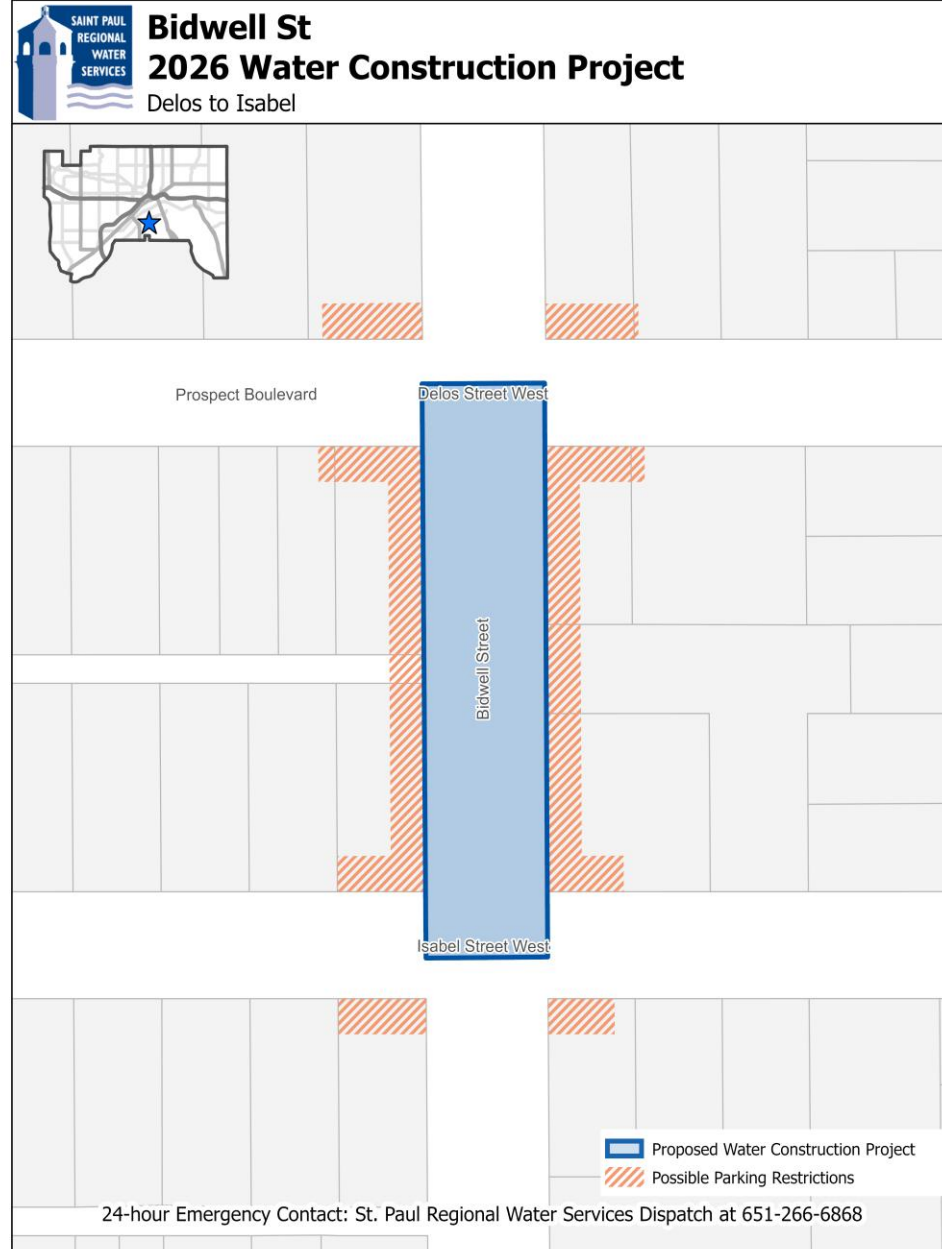 SAINT PAUL
REGIONAL
WATER
SERVICES
Bidwell St
2026 Water Construction Project
Delos to Isabel
Prospect Boulevard
Delos Street West
Bidwell Street
Isabel Street West
Proposed Water Construction Project
Possible Parking Restrictions
24-hour Emergency Contact: St. Paul Regional Water Services Dispatch at 651-266-6868